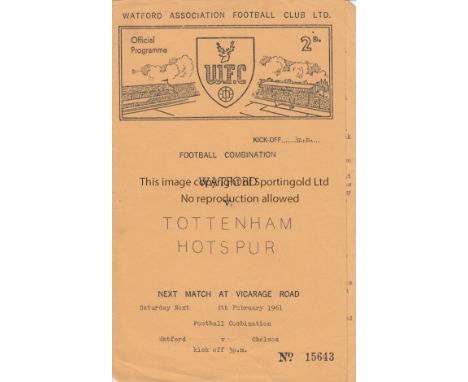 WATFORD ASSOCIATION FOOTBALL CLUB LTD.
Official
Programme
2D.
W.F.C
KICK-OFF......3p.m....
FOOTBALL COMBINATION
WATFORD
This image copyright of Sportingold Ltd
v.
No reproduction allowed
TOTTENHAM
HOTSPUR
NEXT MATCH AT VICARAGE ROAD
Saturday Next 4th February 1961
Football Combination
Watford v Chelsea
kick off 3p.m.
No 15643